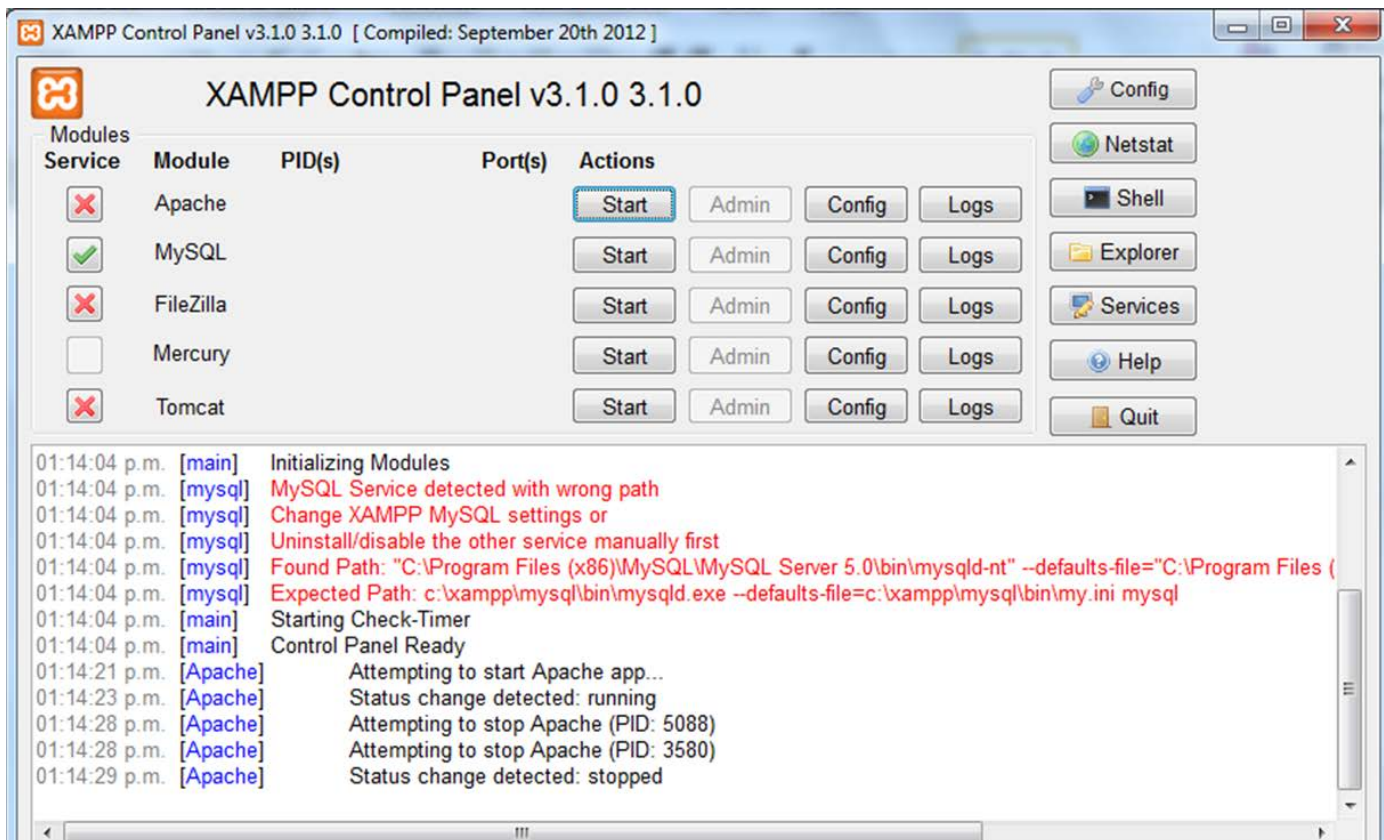 XAMPP Control Panel v3.1.0 3.1.0 [ Compiled: September 20th 2012 ]
XAMPP Control Panel v3.1.0 3.1.0
Config
Modules
Service Module PID(s) Port(s) Actions
Netstat
Apache Start Admin Config Logs
Shell
MySQL Start Admin Config Logs
Explorer
FileZilla Start Admin Config Logs
Services
Mercury Start Admin Config Logs
Help
Tomcat Start Admin Config Logs
Quit
01:14:04 p.m. [main] Initializing Modules
01:14:04 p.m. [mysql] MySQL Service detected with wrong path
01:14:04 p.m. [mysql] Change XAMPP MySQL settings or
01:14:04 p.m. [mysql] Uninstall/disable the other service manually first
01:14:04 p.m. [mysql] Found Path: "C:\Program Files (x86)\MySQL\MySQL Server 5.0\bin\mysqld-nt" --defaults-file="C:\Program Files (
01:14:04 p.m. [mysql] Expected Path: c:\xampp\mysql\bin\mysqld.exe --defaults-file=c:\xampp\mysql\bin\my.ini mysql
01:14:04 p.m. [main] Starting Check-Timer
01:14:04 p.m. [main] Control Panel Ready
01:14:21 p.m. [Apache] Attempting to start Apache app...
01:14:23 p.m. [Apache] Status change detected: running
01:14:28 p.m. [Apache] Attempting to stop Apache (PID: 5088)
01:14:28 p.m. [Apache] Attempting to stop Apache (PID: 3580)
01:14:29 p.m. [Apache] Status change detected: stopped